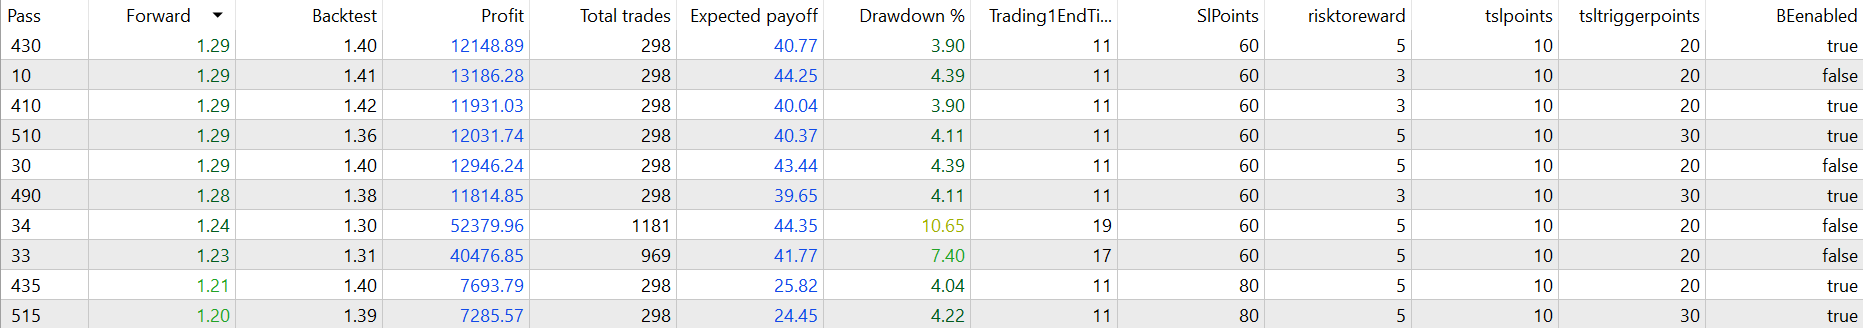 Pass Forward Backtest Profit Total trades Expected payoff Drawdown % Trading1EndTi... SlPoints risktoreward tslpoints tsltriggerpoints BEenabled
430 1.29 1.40 12148.89 298 40.77 3.90 11 60 5 10 20 true
10 1.29 1.41 13186.28 298 44.25 4.39 11 60 3 10 20 false
410 1.29 1.42 11931.03 298 40.04 3.90 11 60 3 10 20 true
510 1.29 1.36 12031.74 298 40.37 4.11 11 60 5 10 30 true
30 1.29 1.40 12946.24 298 43.44 4.39 11 60 5 10 20 false
490 1.28 1.38 11814.85 298 39.65 4.11 11 60 3 10 30 true
34 1.24 1.30 52379.96 1181 44.35 10.65 19 60 5 10 20 false
33 1.23 1.31 40476.85 969 41.77 7.40 17 60 5 10 20 false
435 1.21 1.40 7693.79 298 25.82 4.04 11 80 5 10 20 true
515 1.20 1.39 7285.57 298 24.45 4.22 11 80 5 10 30 true